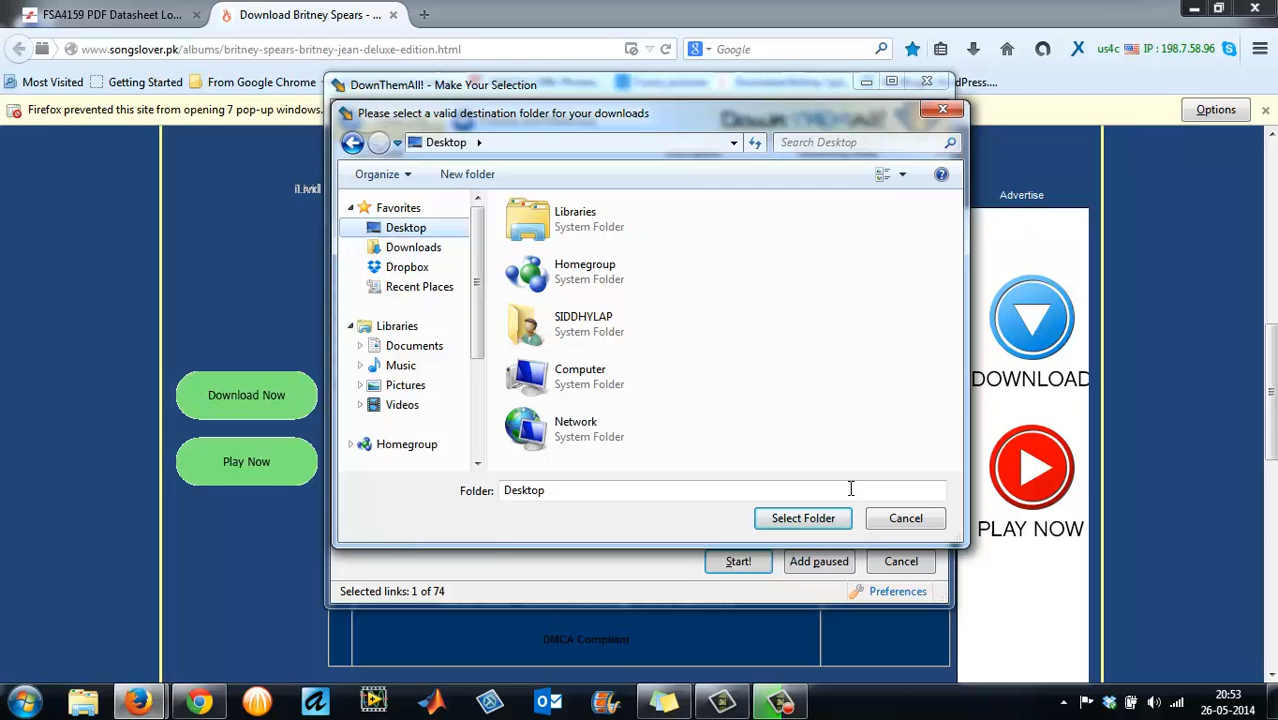 FSA4159 PDF Datasheet Lo...
Download Britney Spears - ...
www.songslover.pk/albums/britney-spears-britney-jean-deluxe-edition.html
Google
us4c
IP : 198.7.58.96
Most Visited
Getting Started
From Google Chrome
DownThemAll! - Make Your Selection
dPress...
Firefox prevented this site from opening 7 pop-up windows.
Options
Please select a valid destination folder for your downloads
Desktop
Search Desktop
Organize
New folder
Favorites
Desktop
Downloads
Dropbox
Recent Places
Libraries
Documents
Music
Pictures
Videos
Homegroup
Libraries
System Folder
Homegroup
System Folder
SIDDHYLAP
System Folder
Computer
System Folder
Network
System Folder
Folder: Desktop
Select Folder
Cancel
Start!
Add paused
Cancel
Selected links: 1 of 74
Preferences
Download Now
Play Now
Advertise
DOWNLOAD
PLAY NOW
DMCA Compliant
20:53
26-05-2014